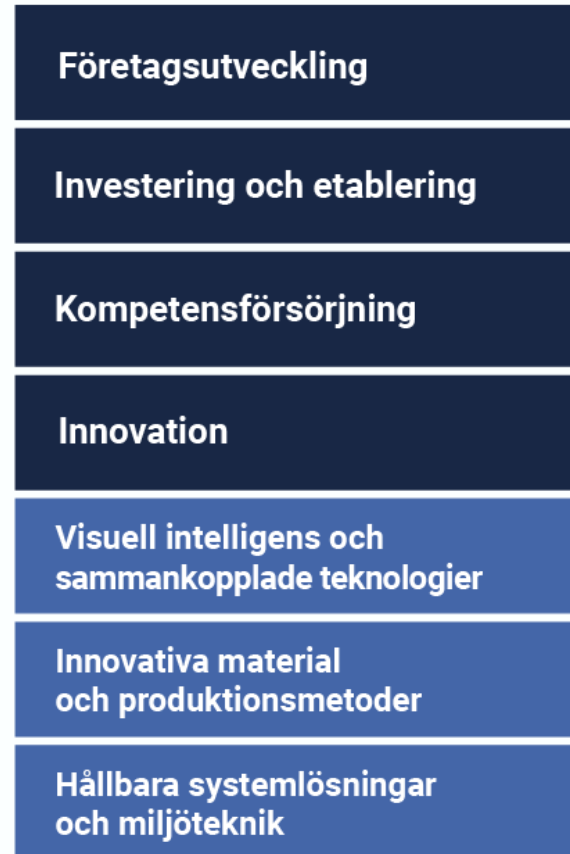 Företagsutveckling
Investering och etablering
Kompetensförsörjning
Innovation
Visuell intelligens och
sammankopplade teknologier
Innovativa material
och produktionsmetoder
Hållbara systemlösningar
och miljöteknik